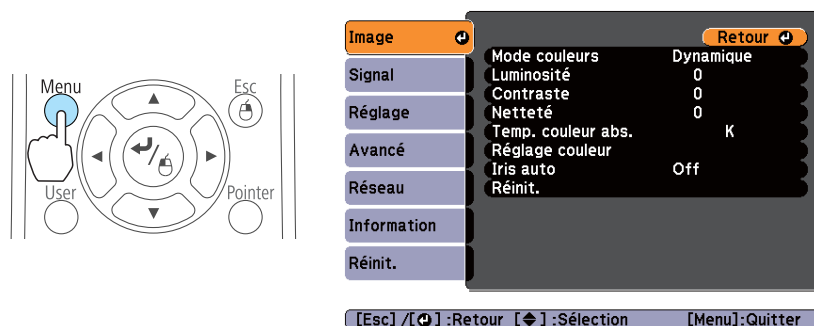 Menu
Esc
User
Pointer
Image
Signal
Réglage
Avancé
Réseau
Information
Réinit.
Retour
Mode couleurs Dynamique
Luminosité 0
Contraste 0
Netteté 0
Temp. couleur abs. K
Réglage couleur
Iris auto Off
Réinit.
[Esc] /[ ] :Retour [ ] :Sélection [Menu]:Quitter